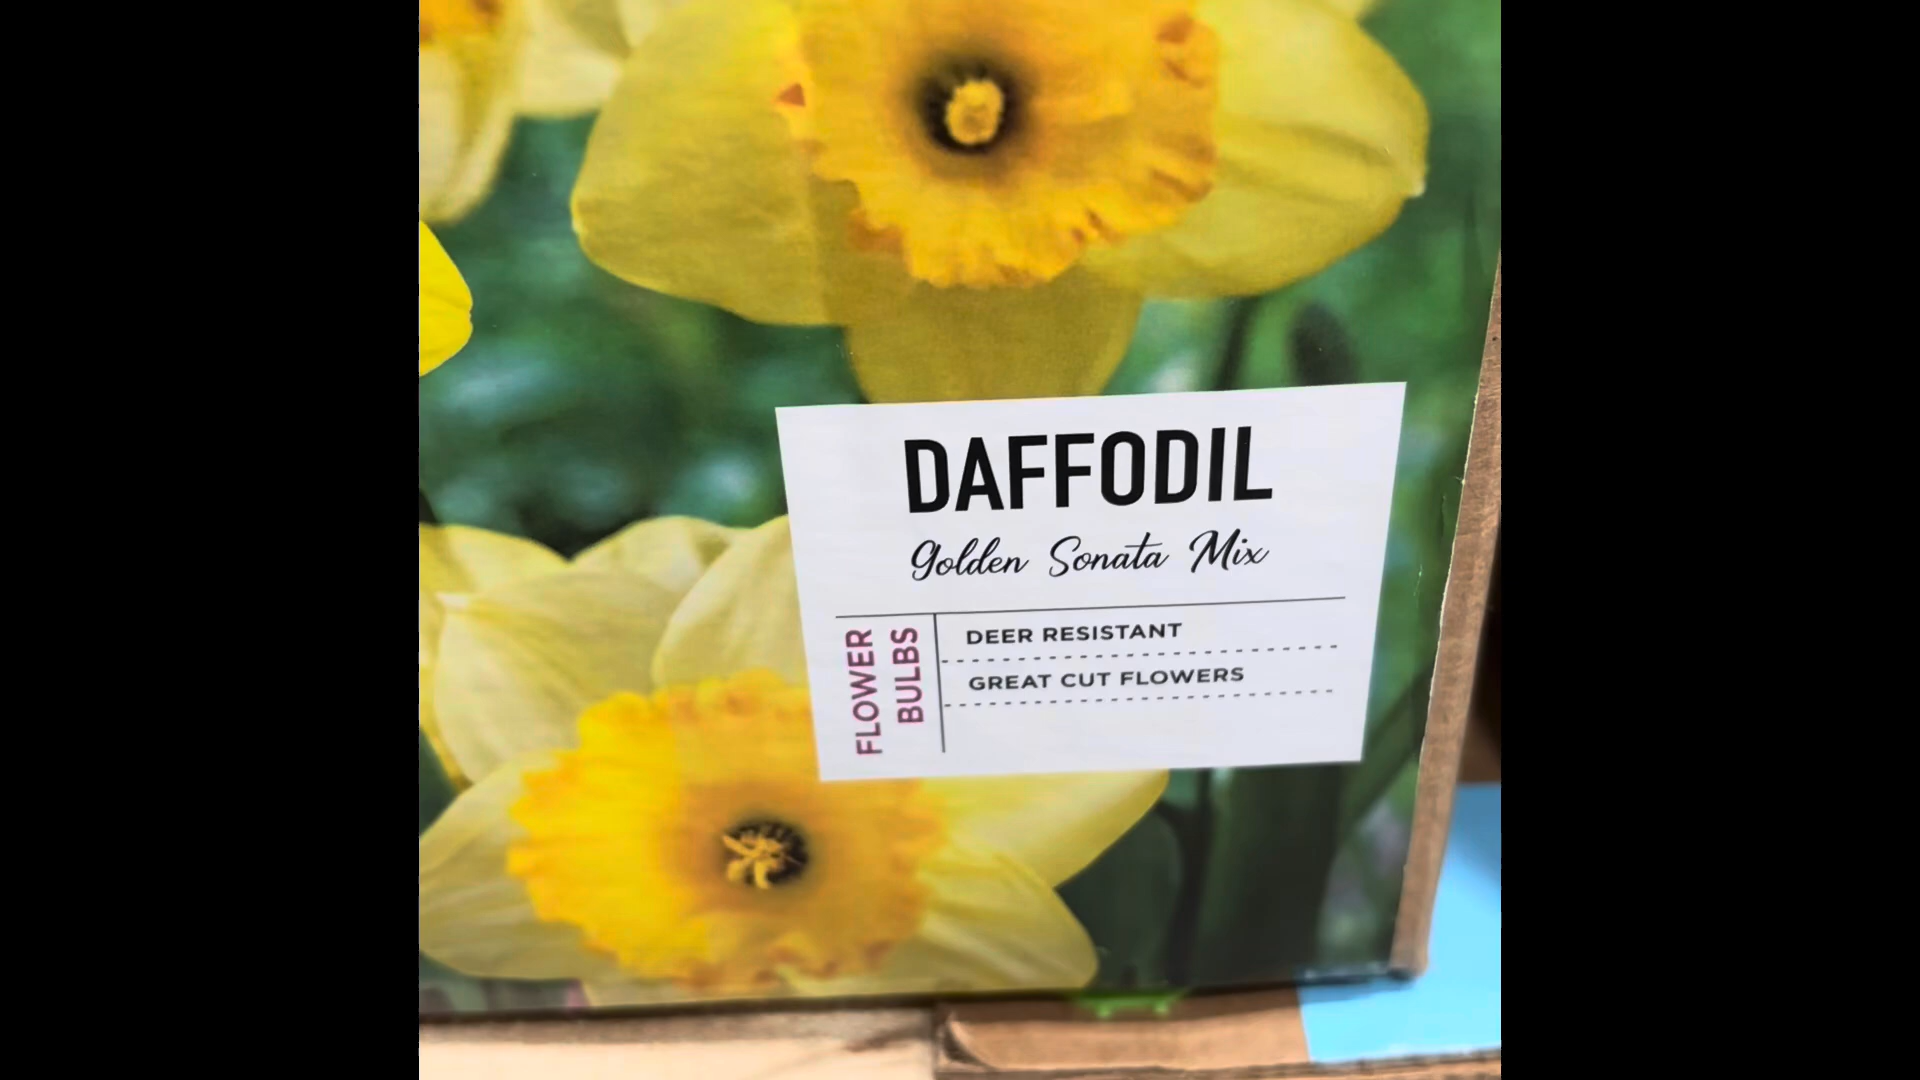 DAFFODIL
Golden Sonata Mix
FLOWER
BULBS
DEER RESISTANT
GREAT CUT FLOWERS